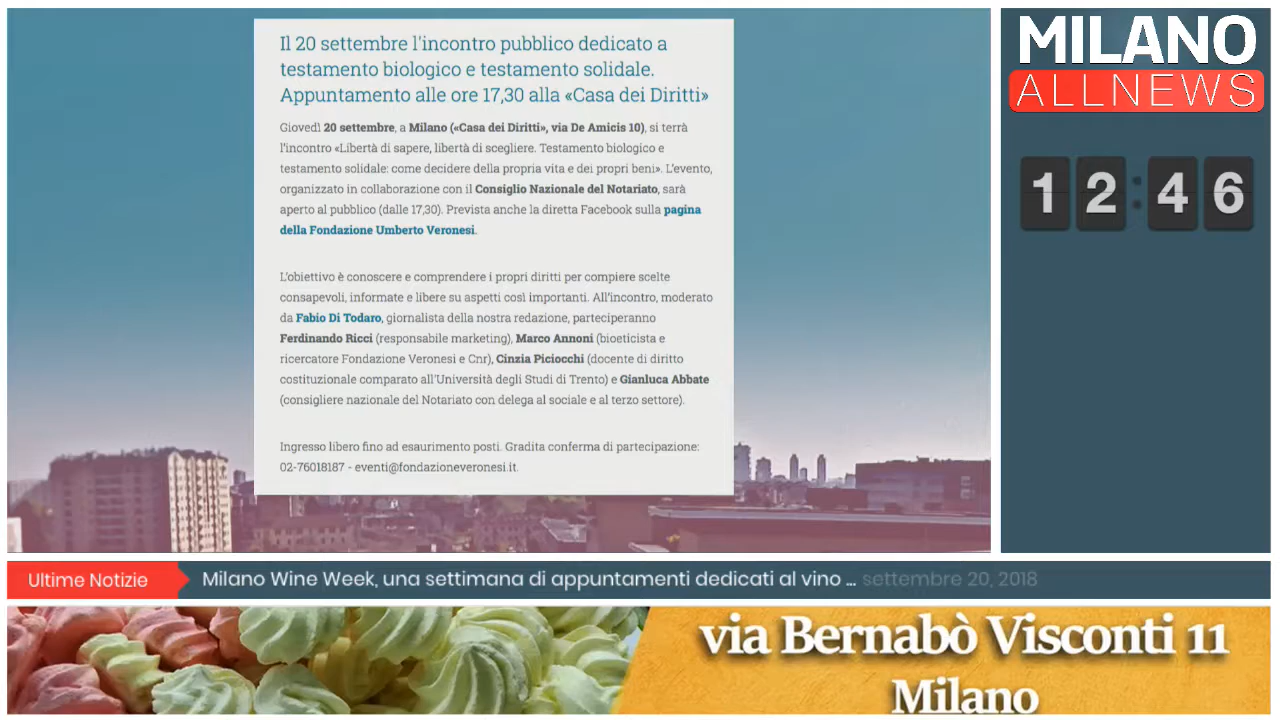 Il 20 settembre l'incontro pubblico dedicato a
testamento biologico e testamento solidale.
Appuntamento alle ore 17,30 alla «Casa dei Diritti»
Giovedì 20 settembre, a Milano («Casa dei Diritti», via De Amicis 10), si terrà
l'incontro «Libertà di sapere, libertà di scegliere. Testamento biologico e
testamento solidale: come decidere della propria vita e dei propri beni». L'evento,
organizzato in collaborazione con il Consiglio Nazionale del Notariato, sarà
aperto al pubblico (dalle 17,30). Prevista anche la diretta Facebook sulla pagina
della Fondazione Umberto Veronesi.
L'obiettivo è conoscere e comprendere i propri diritti per compiere scelte
consapevoli, informate e libere su aspetti così importanti. All'incontro, moderato
da Fabio Di Todaro, giornalista della nostra redazione, parteciperanno
Ferdinando Ricci (responsabile marketing), Marco Annoni (bioeticista e
ricercatore Fondazione Veronesi e Cnr), Cinzia Piciocchi (docente di diritto
costituzionale comparato all'Università degli Studi di Trento) e Gianluca Abbate
(consigliere nazionale del Notariato con delega al sociale e al terzo settore).
Ingresso libero fino ad esaurimento posti. Gradita conferma di partecipazione:
02-76018187 - eventi@fondazioneveronesi.it.
MILANO
ALLNEWS
12:46
Ultime Notizie
Milano Wine Week, una settimana di appuntamenti dedicati al vino ... settembre 20, 2018
via Bernabò Visconti 11
Milano